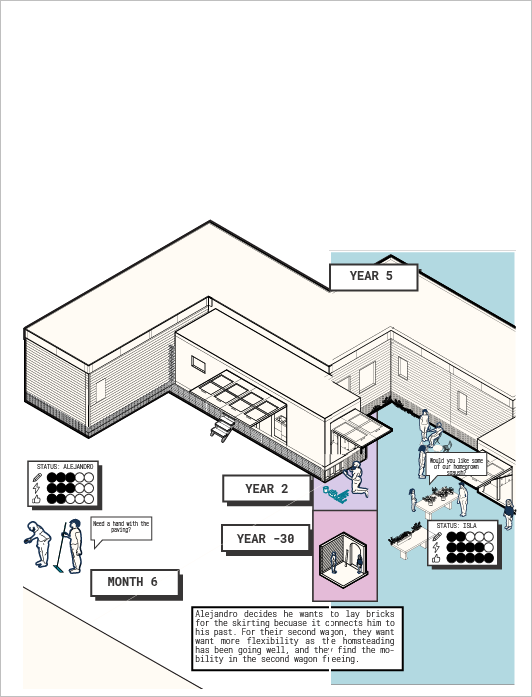 YEAR 5
Would you like some
of our homegrown
squash?
STATUS: ALEJANDRO
YEAR 2
Need a hand with the
paving?
STATUS: ISLA
YEAR -30
MONTH 6
Alejandro decides he wants to lay bricks
for the skirting becuase it connects him to
his past. For their second wagon, they want
want more flexibility as the homsteading
has been going well, and they find the mo-
bility in the second wagon freeing.